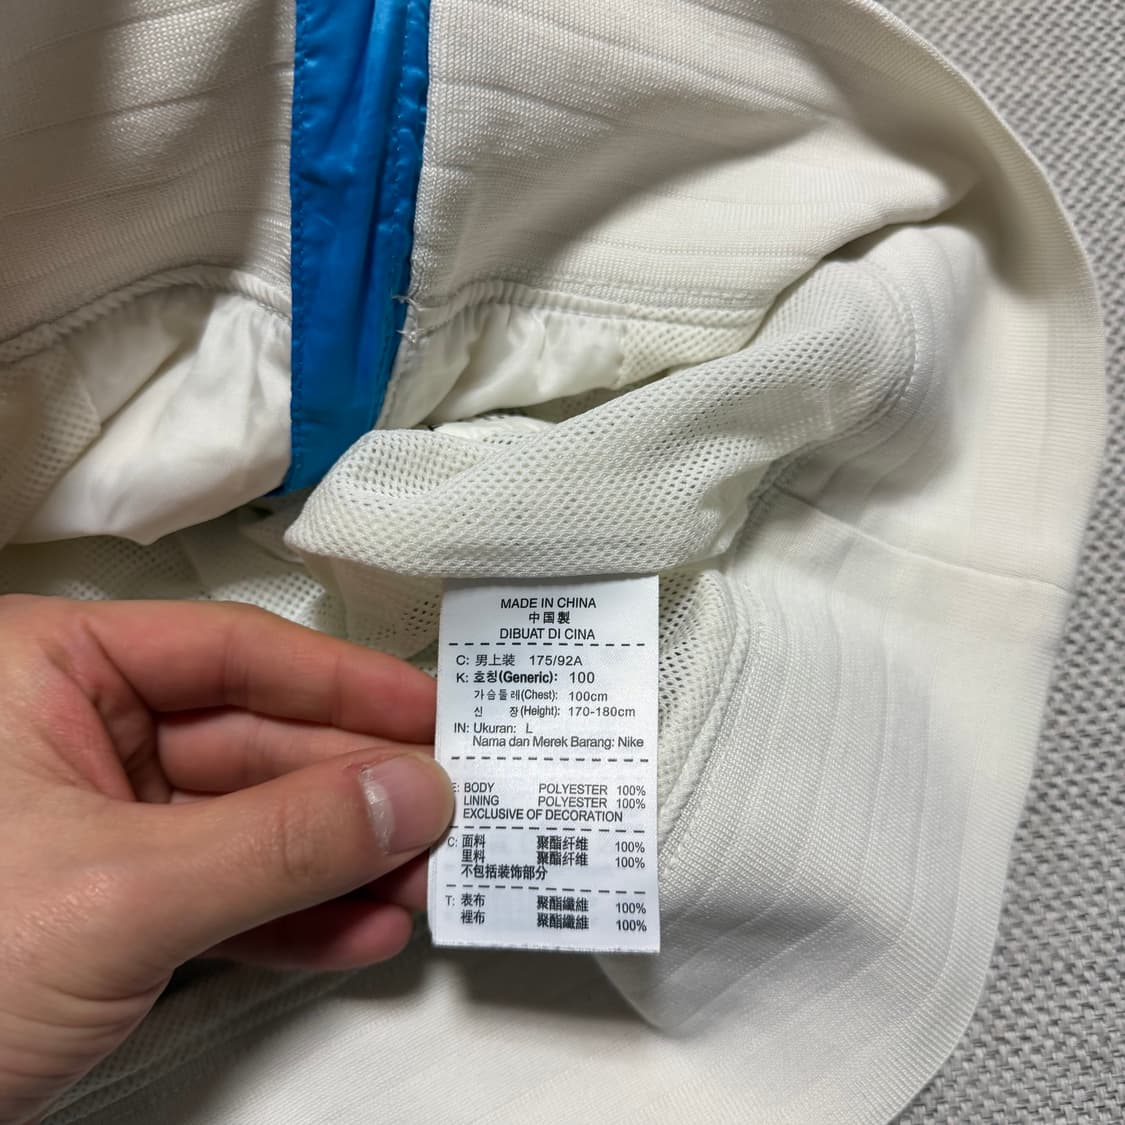 MADE IN CHINA
中国製
DIBUAT DI CINA
C: 男上装 175/92A
K: 호칭(Generic): 100
가슴둘레(Chest): 100cm
신 장(Height): 170-180cm
IN: Ukuran: L
Nama dan Merek Barang: Nike
E: BODY POLYESTER 100%
LINING POLYESTER 100%
EXCLUSIVE OF DECORATION
C: 面料 聚酯纤维 100%
里料 聚酯纤维 100%
不包括装饰部分
T: 表布 聚酯纖維 100%
裡布 聚酯纖維 100%